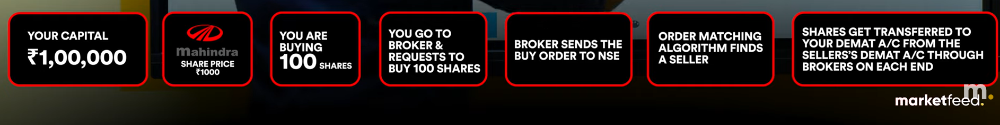 YOUR CAPITAL
₹1,00,000
mahindra
SHARE PRICE
₹1000
YOU ARE
BUYING
100 SHARES
YOU GO TO
BROKER &
REQUESTS TO
BUY 100 SHARES
BROKER SENDS THE
BUY ORDER TO NSE
ORDER MATCHING
ALGORITHM FINDS
A SELLER
SHARES GET TRANSFERRED TO
YOUR DEMAT A/C FROM THE
SELLERS'S DEMAT A/C THROUGH
BROKERS ON EACH END
m.
marketfeed.